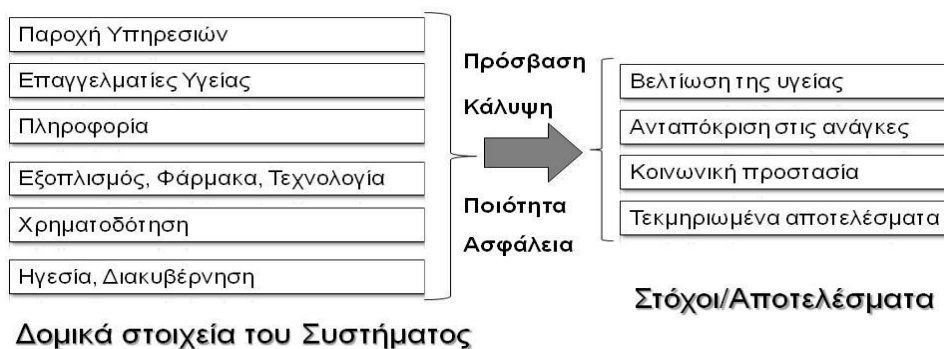 Παροχή Υπηρεσιών
Επαγγελματίες Υγείας
Πληροφορία
Εξοπλισμός, Φάρμακα, Τεχνολογία
Χρηματοδότηση
Ηγεσία, Διακυβέρνηση
Δομικά στοιχεία του Συστήματος
Πρόσβαση
Κάλυψη
Ποιότητα
Ασφάλεια
Βελτίωση της υγείας
Ανταπόκριση στις ανάγκες
Κοινωνική προστασία
Τεκμηριωμένα αποτελέσματα
Στόχοι/Αποτελέσματα